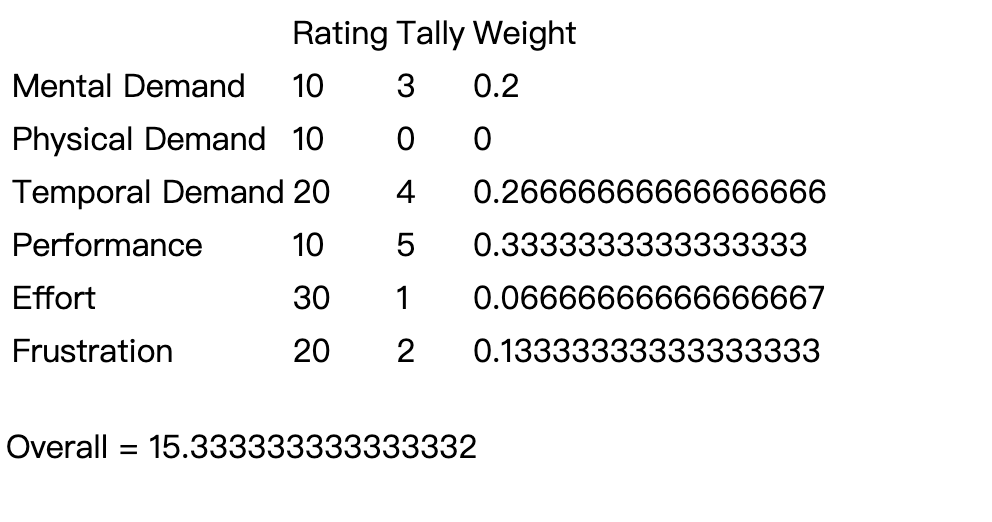 Rating Tally Weight
Mental Demand 10 3 0.2
Physical Demand 10 0 0
Temporal Demand 20 4 0.26666666666666666
Performance 10 5 0.3333333333333333
Effort 30 1 0.06666666666666667
Frustration 20 2 0.13333333333333333
Overall = 15.333333333333332